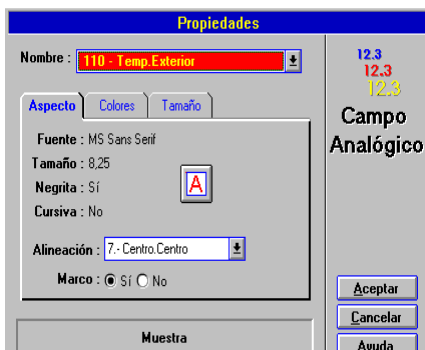 Propiedades
Nombre : 110 - Temp.Exterior
Aspecto Colores Tamaño
Fuente : MS Sans Serif
Tamaño : 8,25
Negrita : Sí
Cursiva : No
A
Alineación : 7.- Centro.Centro
Marco : Sí No
Muestra
12.3
12.3
12.3
Campo
Analógico
Aceptar
Cancelar
Ayuda